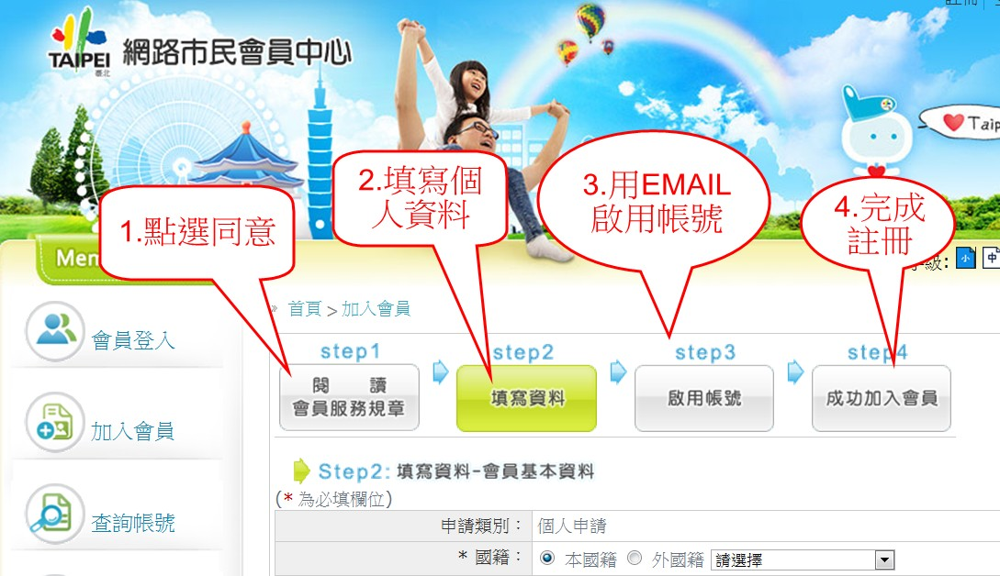 TAIPEI
臺北
網路市民會員中心
Taip
1.點選同意
2.填寫個
人資料
3.用EMAIL
啟用帳號
4.完成
註冊
Men
級:
小
中
首頁 > 加入會員
會員登入
加入會員
查詢帳號
step1
step2
step3
step4
閱 讀
會員服務規章
填寫資料
啟用帳號
成功加入會員
Step2: 填寫資料-會員基本資料
(* 為必填欄位)
申請類別： 個人申請
* 國籍： 本國籍 外國籍 請選擇